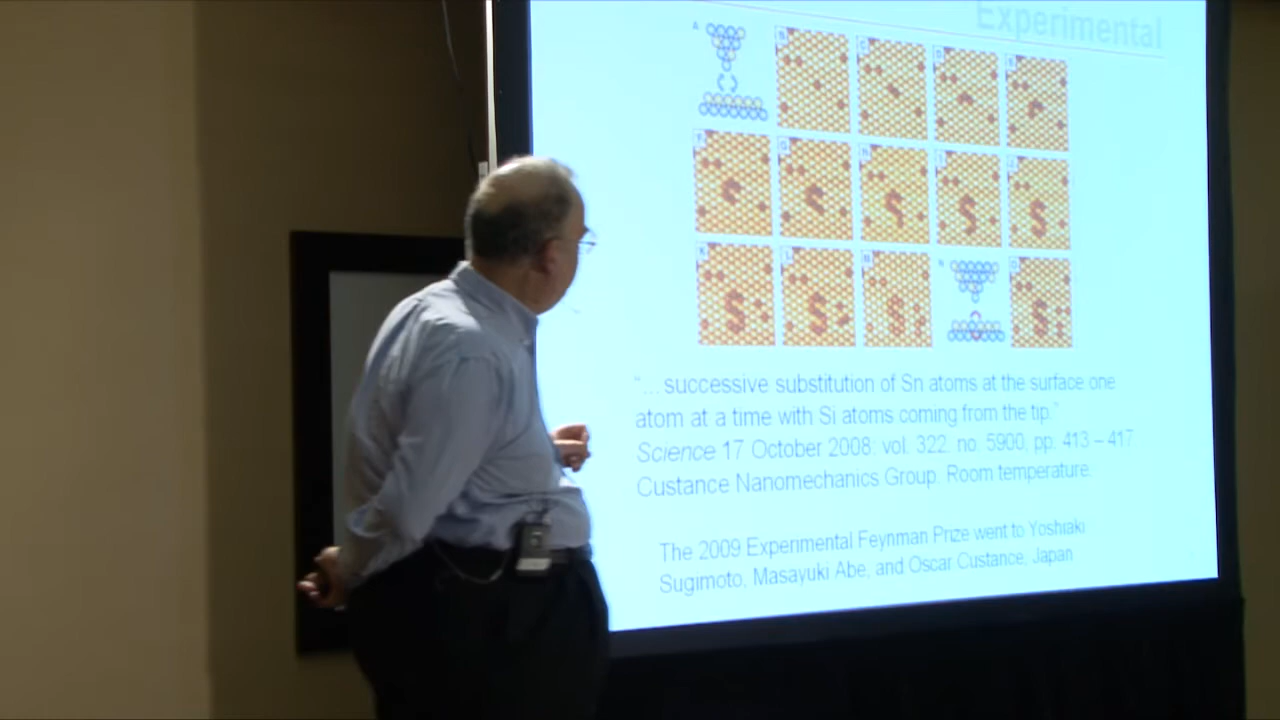 Experimental
"... successive substitution of Sn atoms at the surface one
atom at a time with Si atoms coming from the tip."
Science 17 October 2008: vol. 322. no. 5900, pp. 413 – 417.
Custance Nanomechanics Group. Room temperature.
The 2009 Experimental Feynman Prize went to Yoshiaki
Sugimoto, Masayuki Abe, and Oscar Custance, Japan